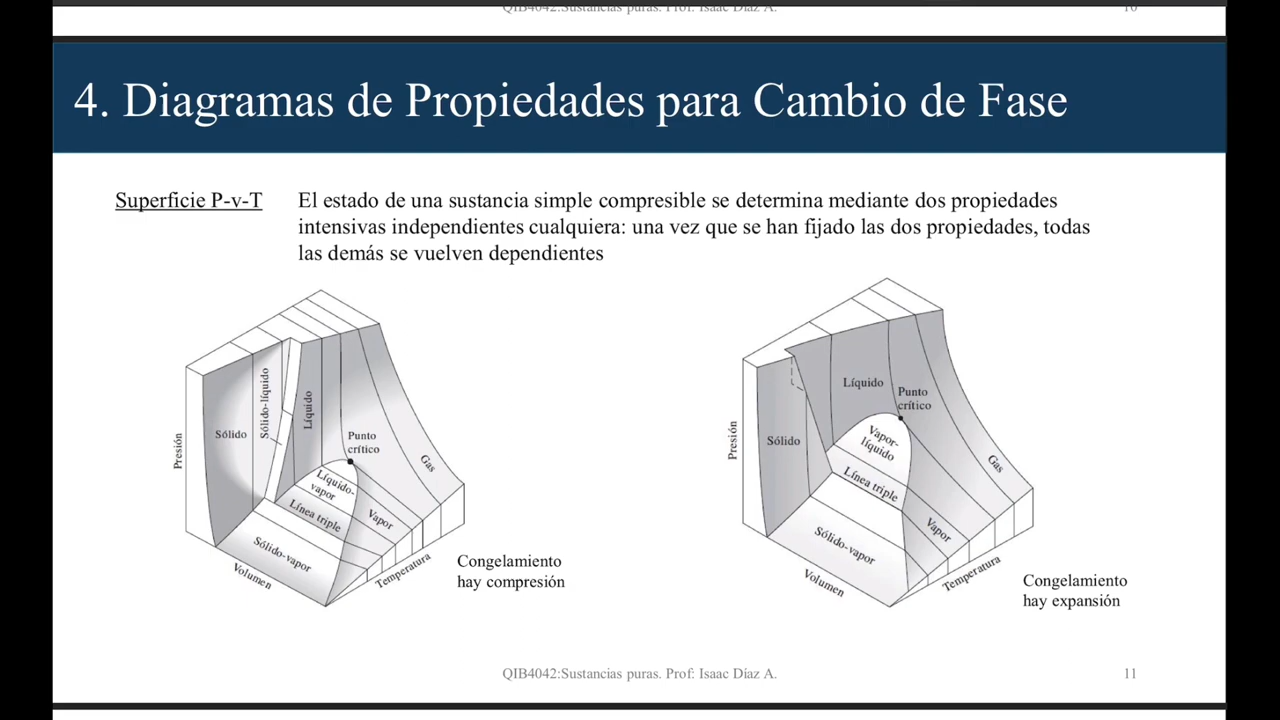 QIB4042:Sustancias puras. Prof: Isaac Díaz A.
10
4. Diagramas de Propiedades para Cambio de Fase
Superficie P-v-T
El estado de una sustancia simple compresible se determina mediante dos propiedades
intensivas independientes cualquiera: una vez que se han fijado las dos propiedades, todas
las demás se vuelven dependientes
Presión
Sólido
Sólido-líquido
Líquido
Punto
crítico
Gas
Líquido-
vapor
Vapor
Línea triple
Sólido-vapor
Volumen
Temperatura
Congelamiento
hay compresión
Presión
Sólido
Líquido
Punto
crítico
Vapor-
líquido
Gas
Línea triple
Vapor
Sólido-vapor
Volumen
Temperatura
Congelamiento
hay expansión
QIB4042:Sustancias puras. Prof: Isaac Díaz A.
11